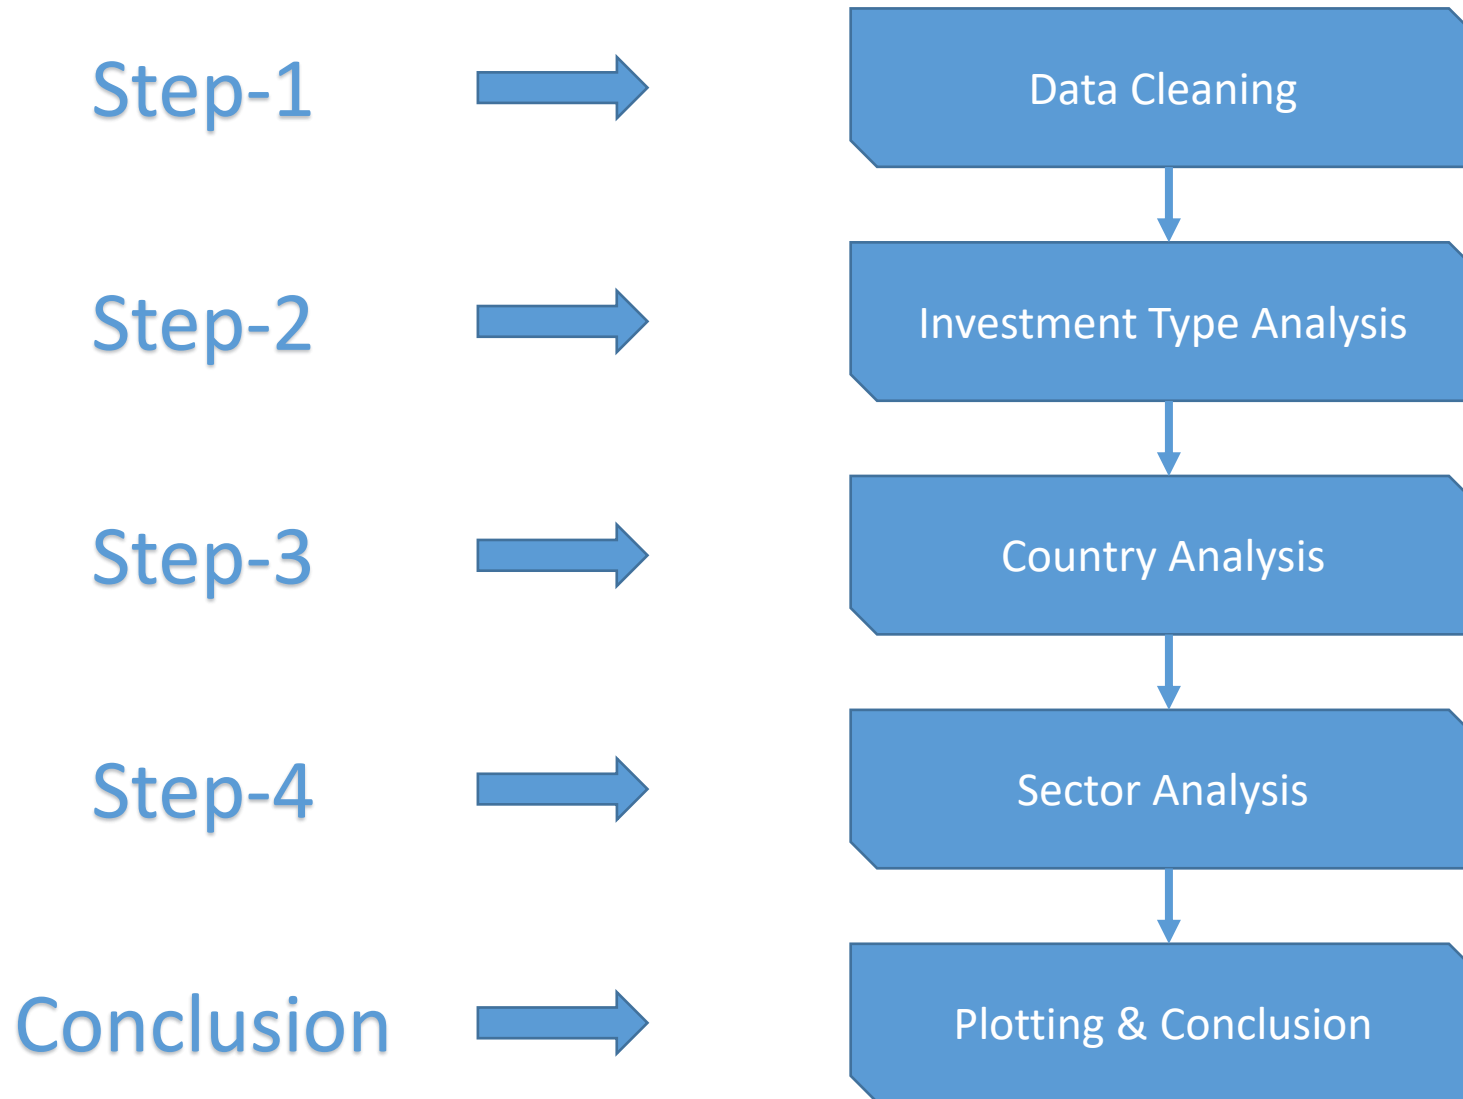 Step-1
Data Cleaning
Step-2
Investment Type Analysis
Step-3
Country Analysis
Step-4
Sector Analysis
Conclusion
Plotting & Conclusion